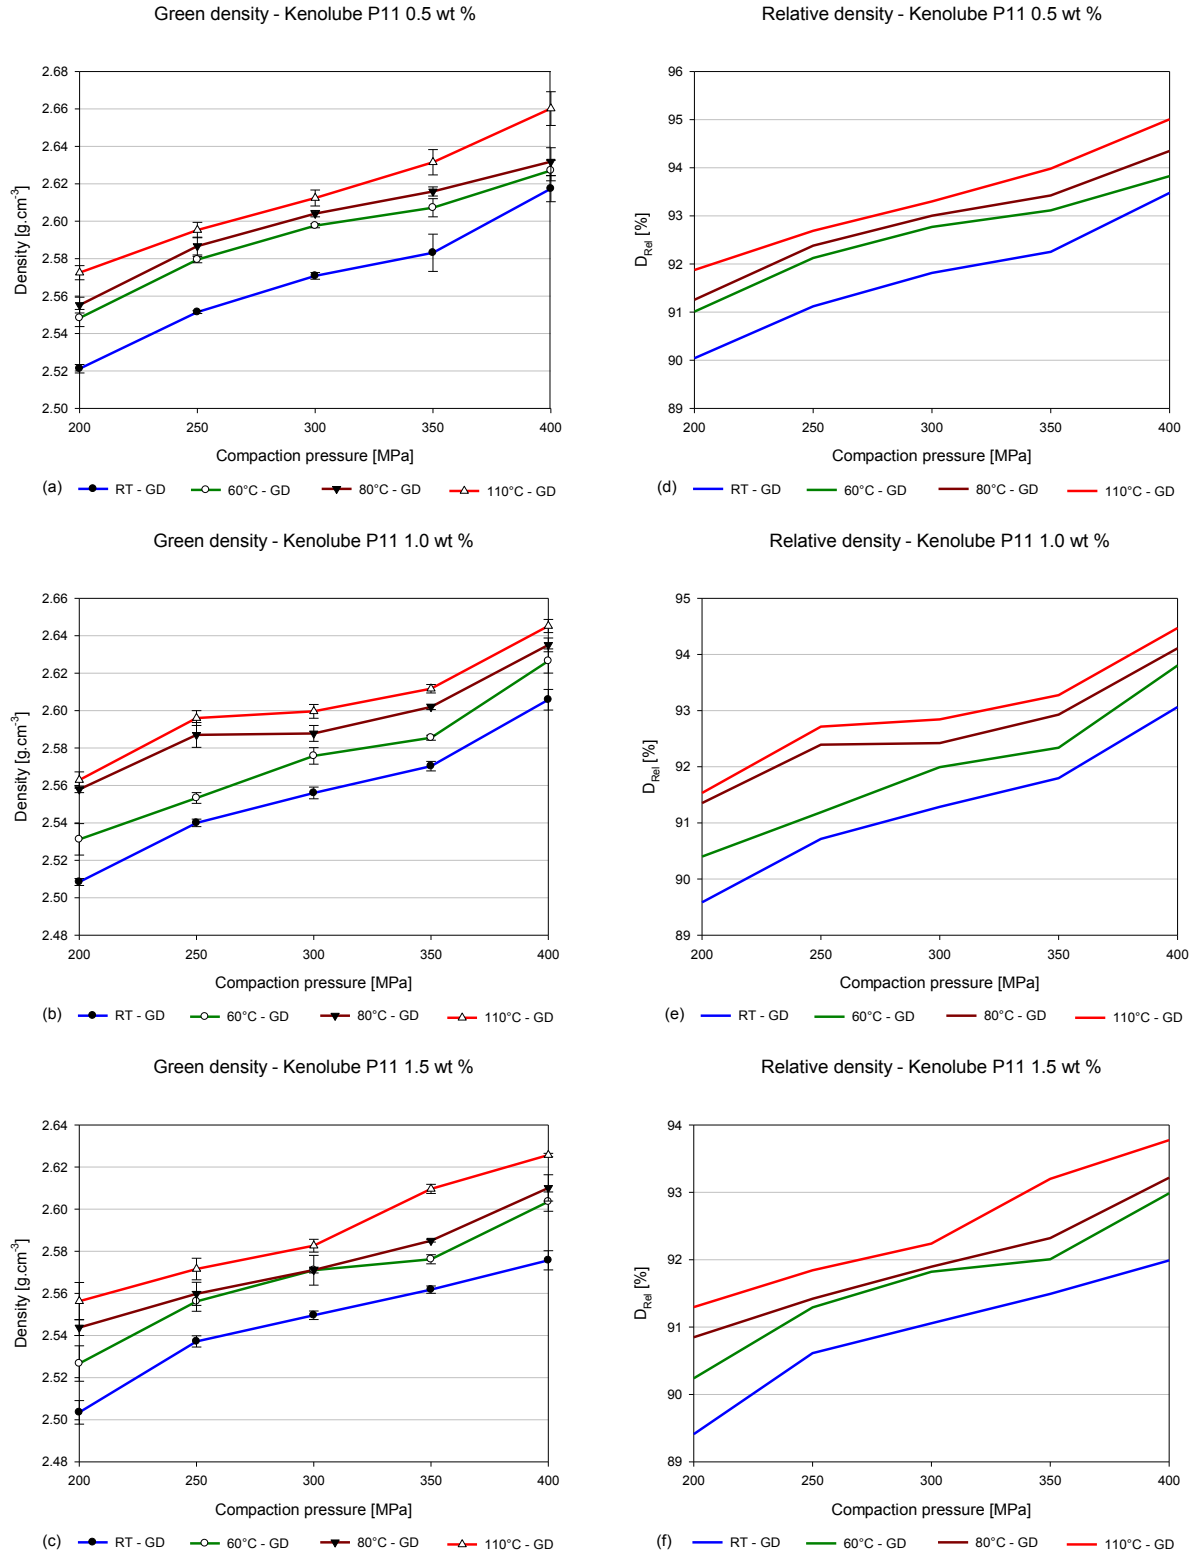 Green density - Kenolube P11 0.5 wt %
2.68
2.66
2.64
2.62
2.60
2.58
2.56
2.54
2.52
2.50
Density [g.cm-3]
200 250 300 350 400
Compaction pressure [MPa]
(a) RT - GD 60°C - GD 80°C - GD 110°C - GD
Relative density - Kenolube P11 0.5 wt %
96
95
94
93
92
91
90
89
DRel [%]
200 250 300 350 400
Compaction pressure [MPa]
(d) RT - GD 60°C - GD 80°C - GD 110°C - GD
Green density - Kenolube P11 1.0 wt %
2.66
2.64
2.62
2.60
2.58
2.56
2.54
2.52
2.50
2.48
Density [g.cm-3]
200 250 300 350 400
Compaction pressure [MPa]
(b) RT - GD 60°C - GD 80°C - GD 110°C - GD
Relative density - Kenolube P11 1.0 wt %
95
94
93
92
91
90
89
DRel [%]
200 250 300 350 400
Compaction pressure [MPa]
(e) RT - GD 60°C - GD 80°C - GD 110°C - GD
Green density - Kenolube P11 1.5 wt %
2.64
2.62
2.60
2.58
2.56
2.54
2.52
2.50
2.48
Density [g.cm-3]
200 250 300 350 400
Compaction pressure [MPa]
(c) RT - GD 60°C - GD 80°C - GD 110°C - GD
Relative density - Kenolube P11 1.5 wt %
94
93
92
91
90
89
DRel [%]
200 250 300 350 400
Compaction pressure [MPa]
(f) RT - GD 60°C - GD 80°C - GD 110°C - GD